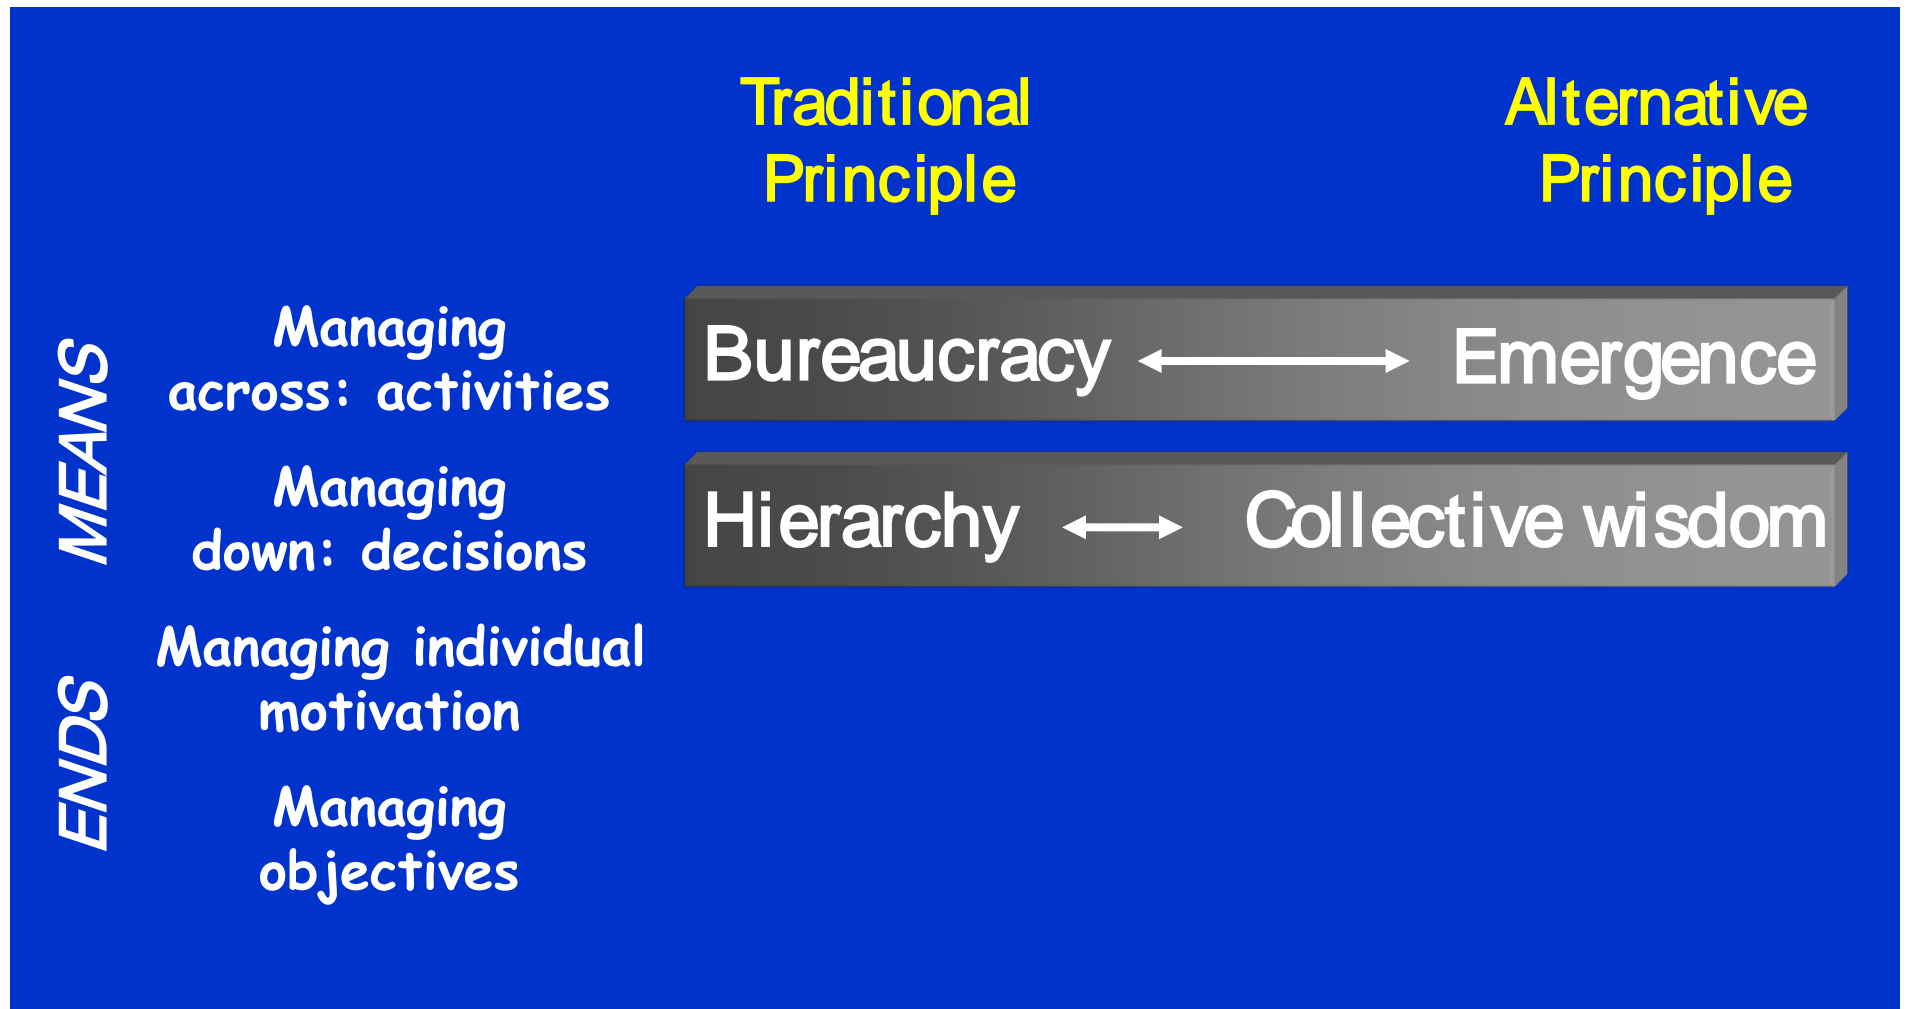 Traditional
Principle
Alternative
Principle
MEANS
Managing
across: activities
Bureaucracy
Emergence
Managing
down: decisions
Hierarchy
Collective wisdom
ENDS
Managing individual
motivation
Managing
objectives